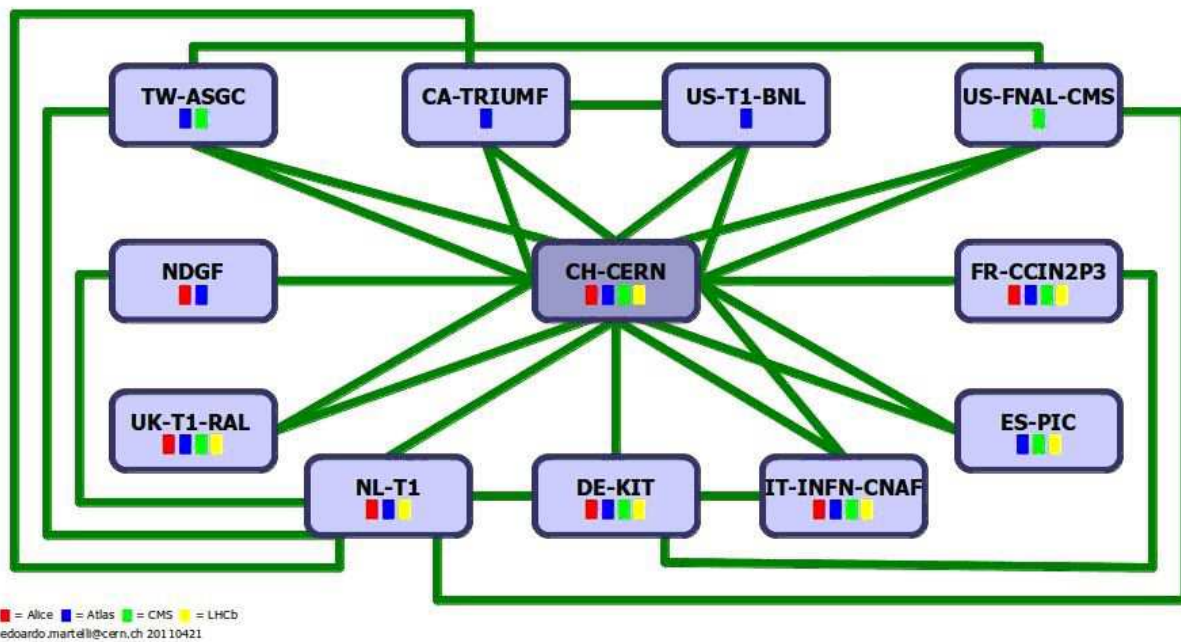 TW-ASGC
CA-TRIUMF
US-T1-BNL
US-FNAL-CMS
NDGF
CH-CERN
FR-CCIN2P3
UK-T1-RAL
ES-PIC
NL-T1
DE-KIT
IT-INFN-CNAF
= Alice = Atlas = CMS = LHCb
edoardo.martelli@cern.ch 20110421